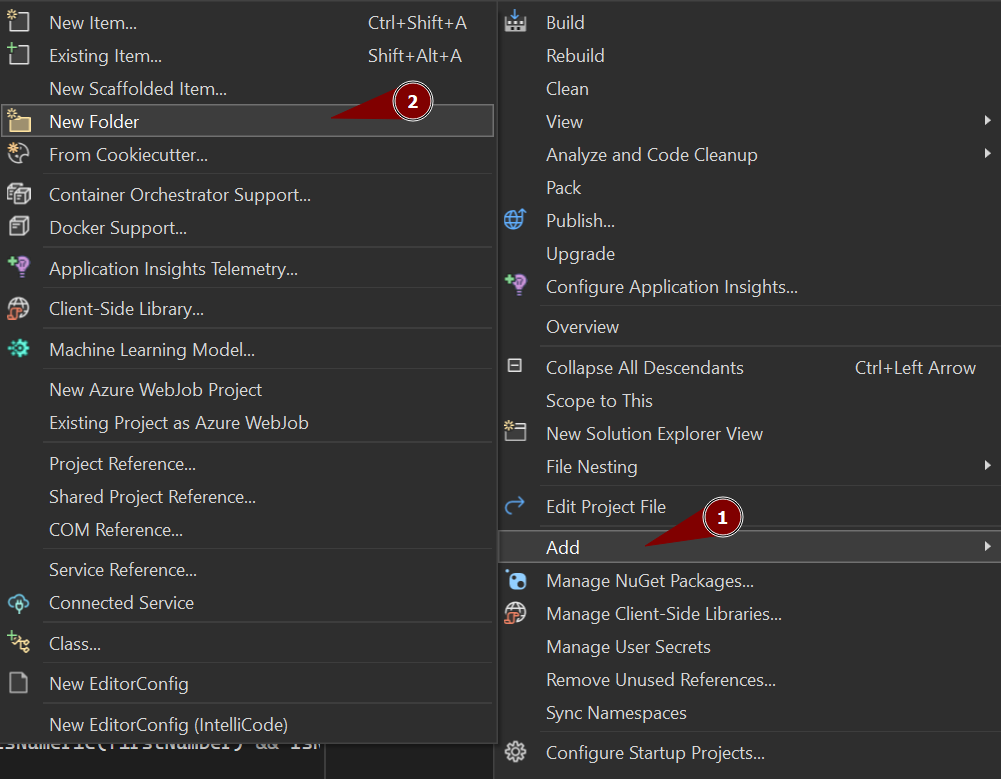 New Item... Ctrl+Shift+A
Existing Item... Shift+Alt+A
New Scaffolded Item...
2
New Folder
From Cookiecutter...
Container Orchestrator Support...
Docker Support...
Application Insights Telemetry...
Client-Side Library...
Machine Learning Model...
New Azure WebJob Project
Existing Project as Azure WebJob
Project Reference...
Shared Project Reference...
COM Reference...
Service Reference...
Connected Service
Class...
New EditorConfig
New EditorConfig (IntelliCode)
Build
Rebuild
Clean
View
Analyze and Code Cleanup
Pack
Publish...
Upgrade
Configure Application Insights...
Overview
Collapse All Descendants Ctrl+Left Arrow
Scope to This
New Solution Explorer View
File Nesting
Edit Project File
1
Add
Manage NuGet Packages...
Manage Client-Side Libraries...
Manage User Secrets
Remove Unused References...
Sync Namespaces
Configure Startup Projects...